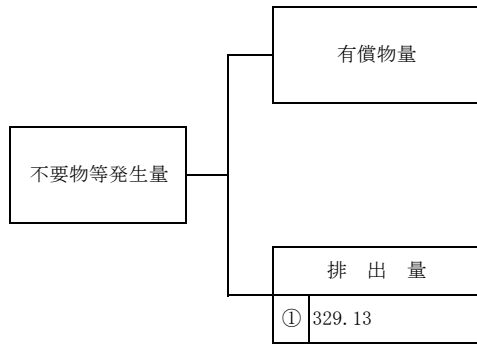 有償物量
不要物等発生量
排 出 量
① 329.13